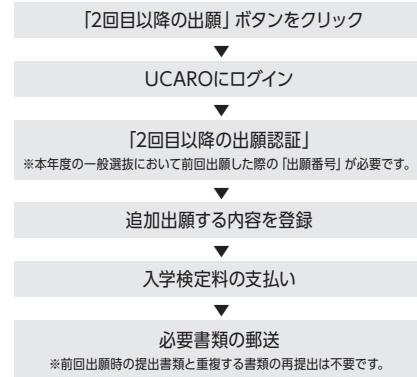 「2回目以降の出願」ボタンをクリック
▼
UCAROにログイン
▼
「2回目以降の出願認証」
※本年度の一般選抜において前回出願した際の「出願番号」が必要です。
▼
追加出願する内容を登録
▼
入学検定料の支払い
▼
必要書類の郵送
※前回出願時の提出書類と重複する書類の再提出は不要です。